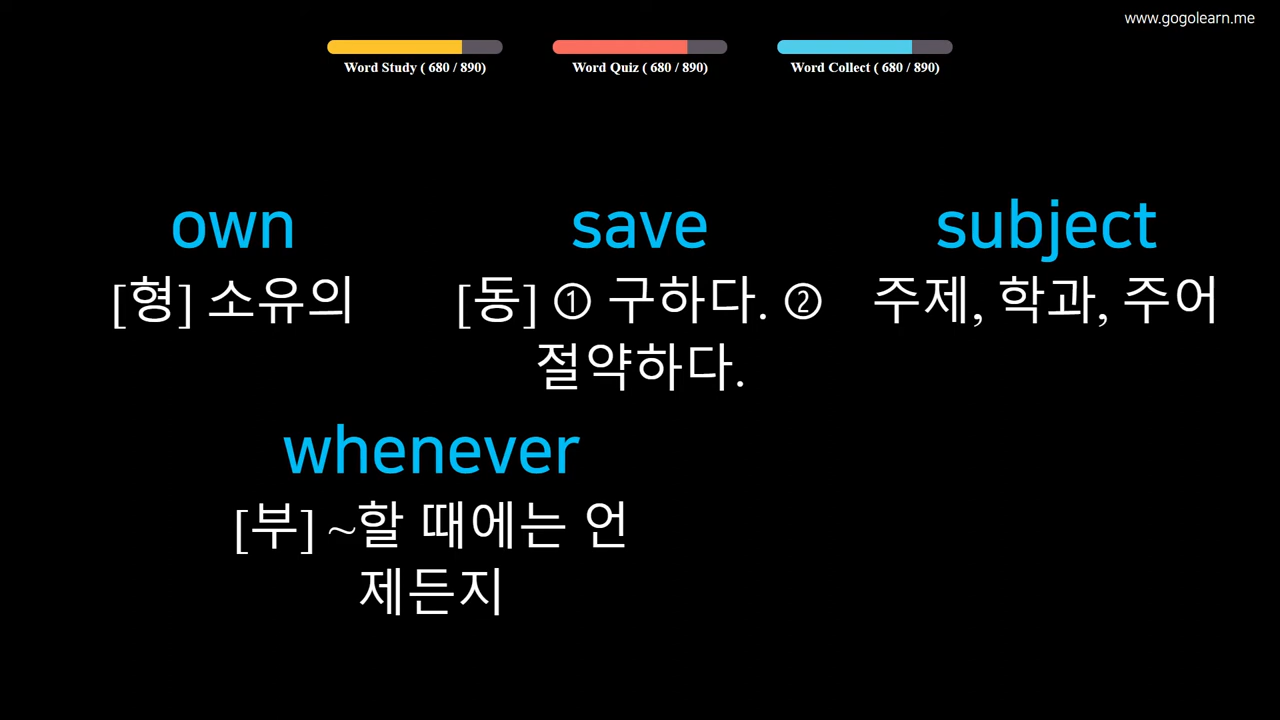 www.gogolearn.me
Word Study ( 680 / 890)
Word Quiz ( 680 / 890)
Word Collect ( 680 / 890)
own
[형] 소유의
save
[동] ① 구하다. ②
절약하다.
subject
주제, 학과, 주어
whenever
[부] ~할 때에는 언
제든지